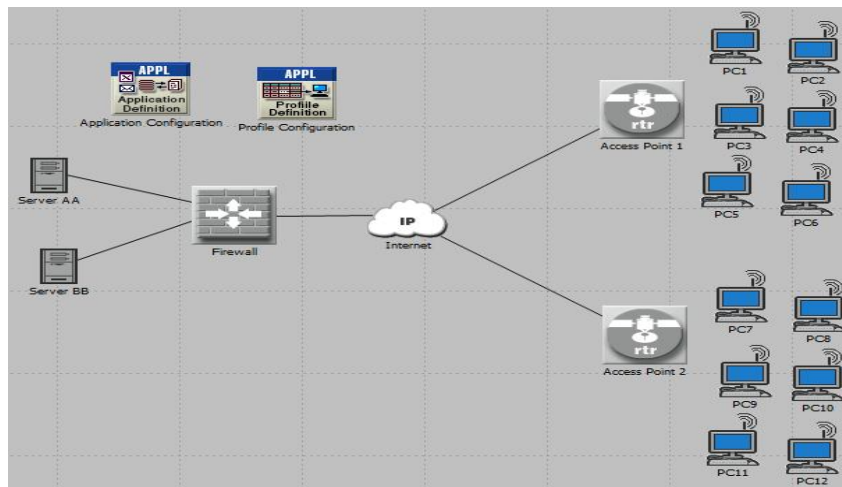 APPL
Application
Definition
Application Configuration
APPL
Profile
Definition
Profile Configuration
Server AA
Server BB
Firewall
IP
Internet
rtr
Access Point 1
rtr
Access Point 2
PC1
PC2
PC3
PC4
PC5
PC6
PC7
PC8
PC9
PC10
PC11
PC12